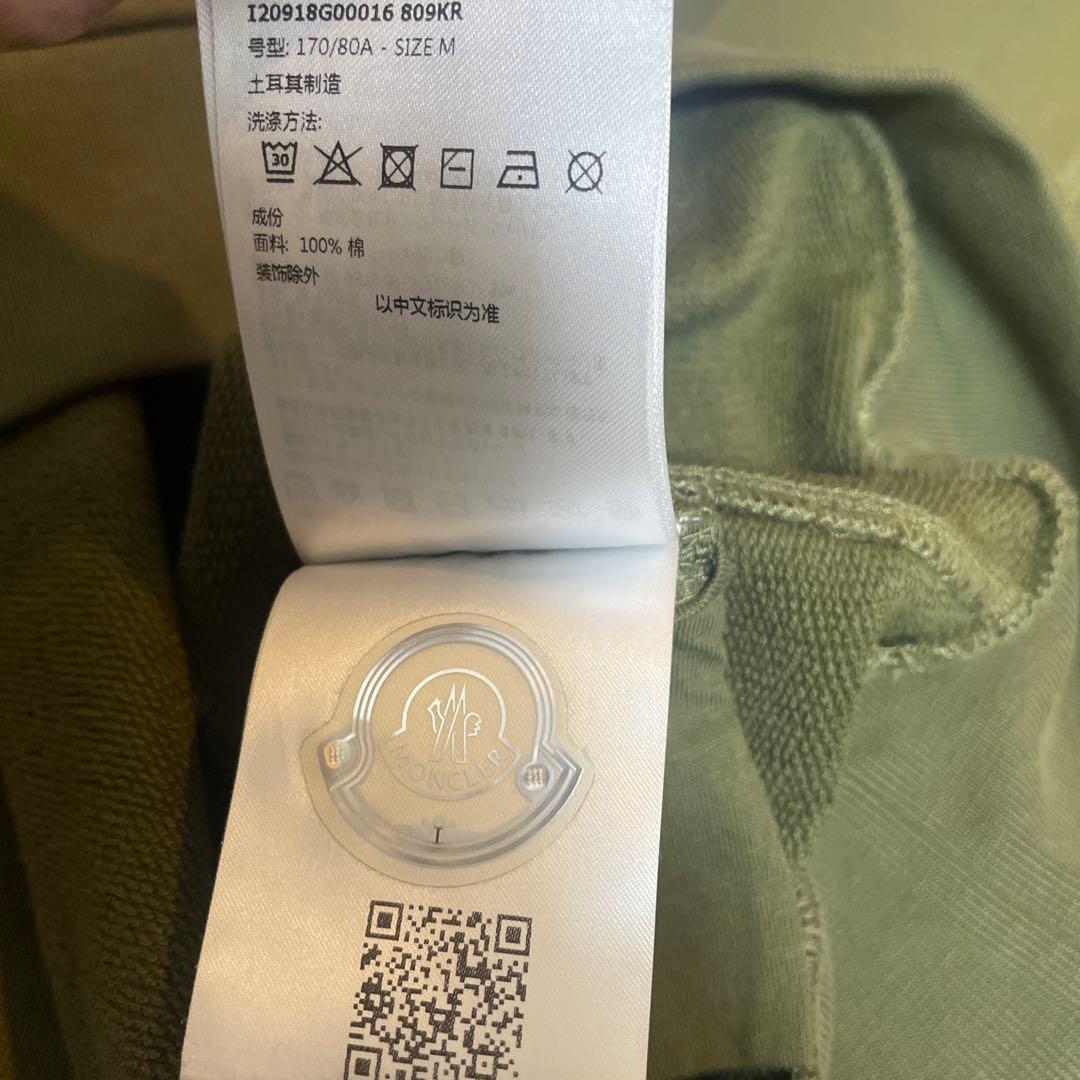 I20918G00016 809KR
号型: 170/80A - SIZE M
土耳其制造
洗涤方法:
30
成份
面料: 100% 棉
装饰除外
以中文标识为准
MONCLER